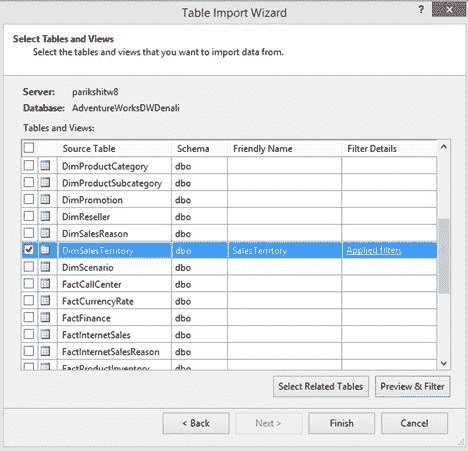 Table Import Wizard
?
Select Tables and Views
Select the tables and views that you want to import data from.
Server: parikshitw8
Database: AdventureWorksDWDenali
Tables and Views:
Source Table Schema Friendly Name Filter Details
DimProductCategory dbo
DimProductSubcategory dbo
DimPromotion dbo
DimReseller dbo
DimSalesReason dbo
DimSalesTerritory dbo SalesTerritory Applied filters
DimScenario dbo
FactCallCenter dbo
FactCurrencyRate dbo
FactFinance dbo
FactInternetSales dbo
FactInternetSalesReason dbo
FactProductInventory dbo
Select Related Tables Preview & Filter
< Back Next > Finish Cancel